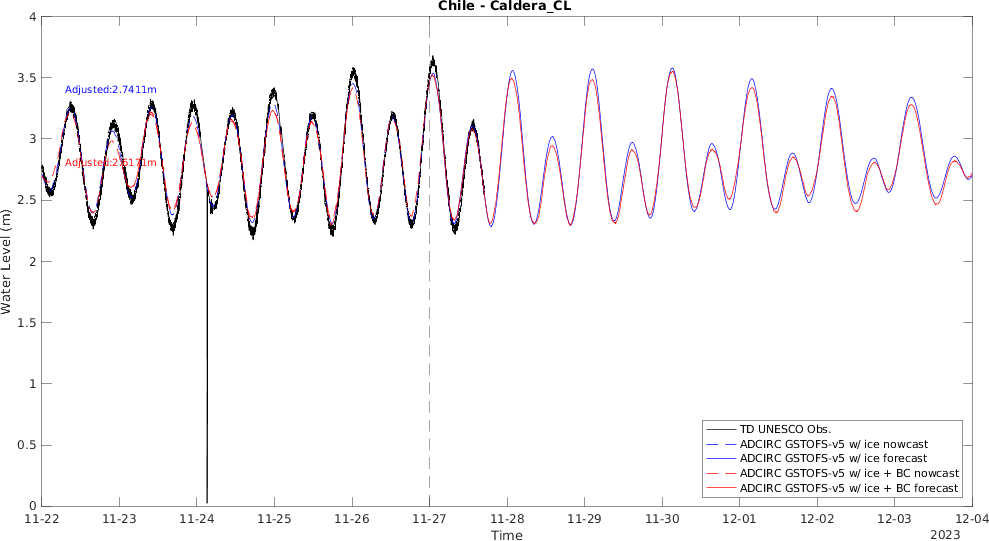 Chile - Caldera_CL
4
3.5
3
2.5
2
1.5
1
0.5
0
Water Level (m)
Adjusted:2.7411m
Adjusted:2.6171m
TD UNESCO Obs.
ADCIRC GSTOFS-v5 w/ ice nowcast
ADCIRC GSTOFS-v5 w/ ice forecast
ADCIRC GSTOFS-v5 w/ ice + BC nowcast
ADCIRC GSTOFS-v5 w/ ice + BC forecast
11-22 11-23 11-24 11-25 11-26 11-27 11-28 11-29 11-30 12-01 12-02 12-03 12-04
Time
2023